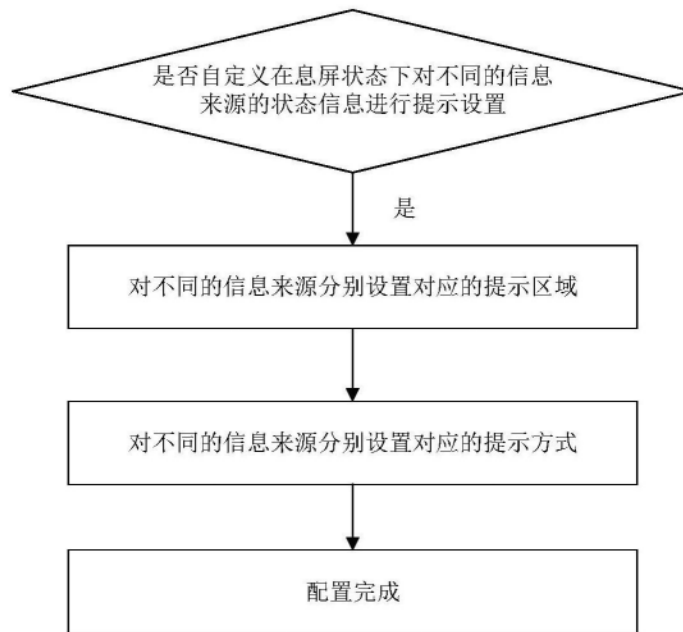 是否自定义在息屏状态下对不同的信息
来源的状态信息进行提示设置
是
对不同的信息来源分别设置对应的提示区域
对不同的信息来源分别设置对应的提示方式
配置完成